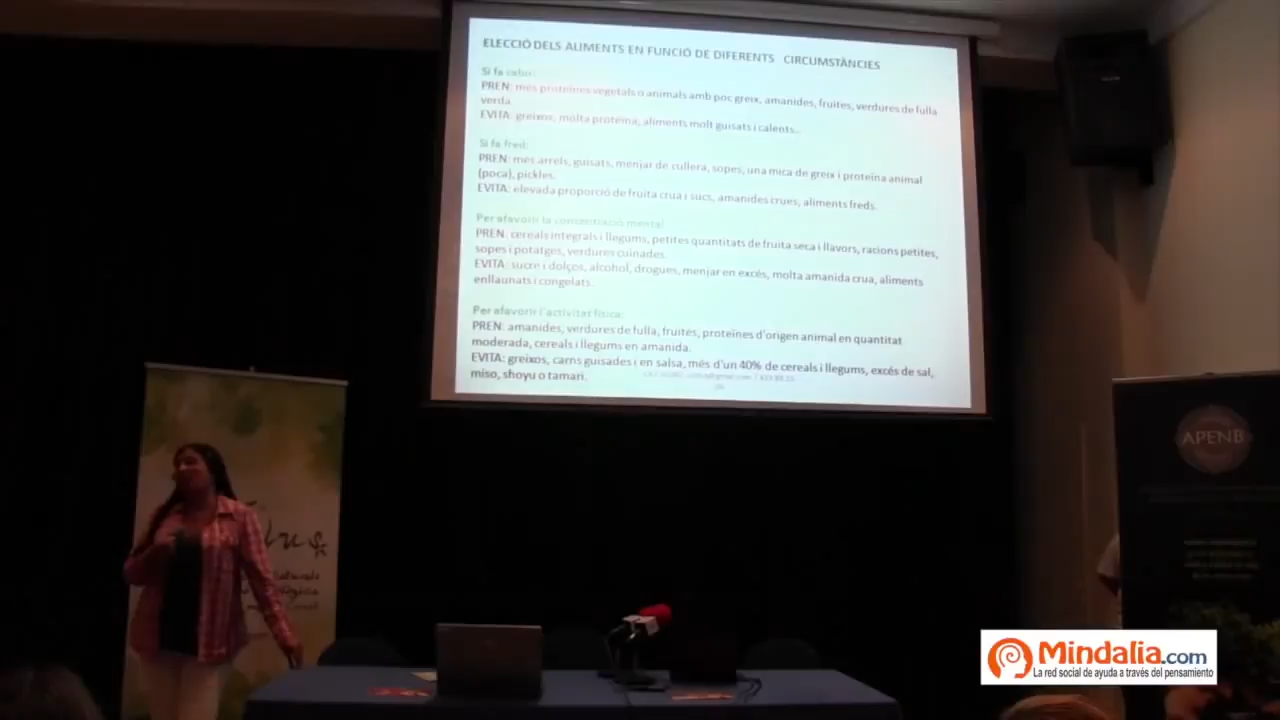 ELECCIÓ DELS ALIMENTS EN FUNCIÓ DE DIFERENTS CIRCUMSTÀNCIES
Si fa calor:
PREN: més proteïnes vegetals o animals amb poc greix, amanides, fruites, verdures de fulla
verda.
EVITA: greixos, molta proteïna, aliments molt guisats i calents...
Si fa fred:
PREN: més arrels, guisats, menjar de cullera, sopes, una mica de greix i proteïna animal
(poca), pickles.
EVITA: elevada proporció de fruita crua i sucs, amanides crues, aliments freds.
Per afavorir la concentració mental:
PREN: cereals integrals i llegums, petites quantitats de fruita seca i llavors, racions petites,
sopes i potatges, verdures cuinades.
EVITA: sucre i dolços, alcohol, drogues, menjar en excés, molta amanida crua, aliments
enllaunats i congelats.
Per afavorir l'activitat física:
PREN: amanides, verdures de fulla, fruites, proteïnes d'origen animal en quantitat
moderada, cereals i llegums en amanida.
EVITA: greixos, carns guisades i en salsa, més d'un 40% de cereals i llegums, excés de sal,
miso, shoyu o tamari.
APENB
Mindalia.com
La red social de ayuda a través del pensamiento